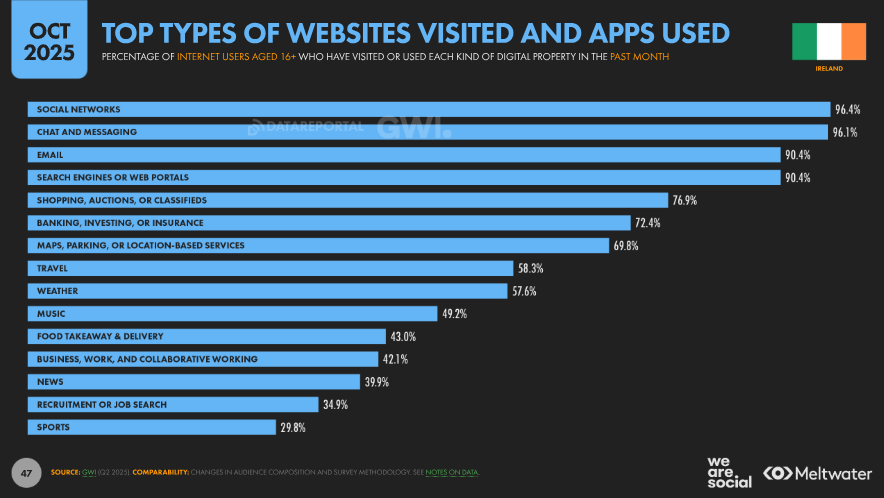 OCT
2025
TOP TYPES OF WEBSITES VISITED AND APPS USED
PERCENTAGE OF INTERNET USERS AGED 16+ WHO HAVE VISITED OR USED EACH KIND OF DIGITAL PROPERTY IN THE PAST MONTH
IRELAND
DATAREPORTAL GWI.
SOCIAL NETWORKS 96.4%
CHAT AND MESSAGING 96.1%
EMAIL 90.4%
SEARCH ENGINES OR WEB PORTALS 90.4%
SHOPPING, AUCTIONS, OR CLASSIFIEDS 76.9%
BANKING, INVESTING, OR INSURANCE 72.4%
MAPS, PARKING, OR LOCATION-BASED SERVICES 69.8%
TRAVEL 58.3%
WEATHER 57.6%
MUSIC 49.2%
FOOD TAKEAWAY & DELIVERY 43.0%
BUSINESS, WORK, AND COLLABORATIVE WORKING 42.1%
NEWS 39.9%
RECRUITMENT OR JOB SEARCH 34.9%
SPORTS 29.8%
47
SOURCE: GWI (Q2 2025). COMPARABILITY: CHANGES IN AUDIENCE COMPOSITION AND SURVEY METHODOLOGY. SEE NOTES ON DATA.
we
are
social
Meltwater